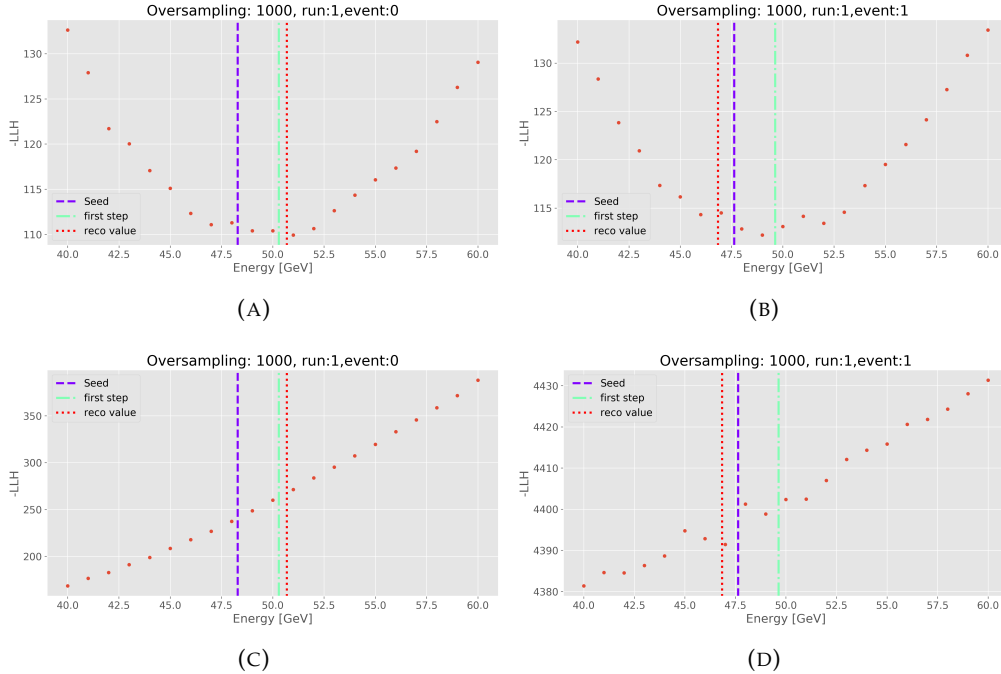 Oversampling: 1000, run:1,event:0
130
125
120
115
110
-LLH
Seed
first step
reco value
40.0 42.5 45.0 47.5 50.0 52.5 55.0 57.5 60.0
Energy [GeV]
(A)
Oversampling: 1000, run:1,event:1
130
125
120
115
-LLH
Seed
first step
reco value
40.0 42.5 45.0 47.5 50.0 52.5 55.0 57.5 60.0
Energy [GeV]
(B)
Oversampling: 1000, run:1,event:0
350
300
250
200
-LLH
Seed
first step
reco value
40.0 42.5 45.0 47.5 50.0 52.5 55.0 57.5 60.0
Energy [GeV]
(C)
Oversampling: 1000, run:1,event:1
4430
4420
4410
4400
4390
4380
-LLH
Seed
first step
reco value
40.0 42.5 45.0 47.5 50.0 52.5 55.0 57.5 60.0
Energy [GeV]
(D)